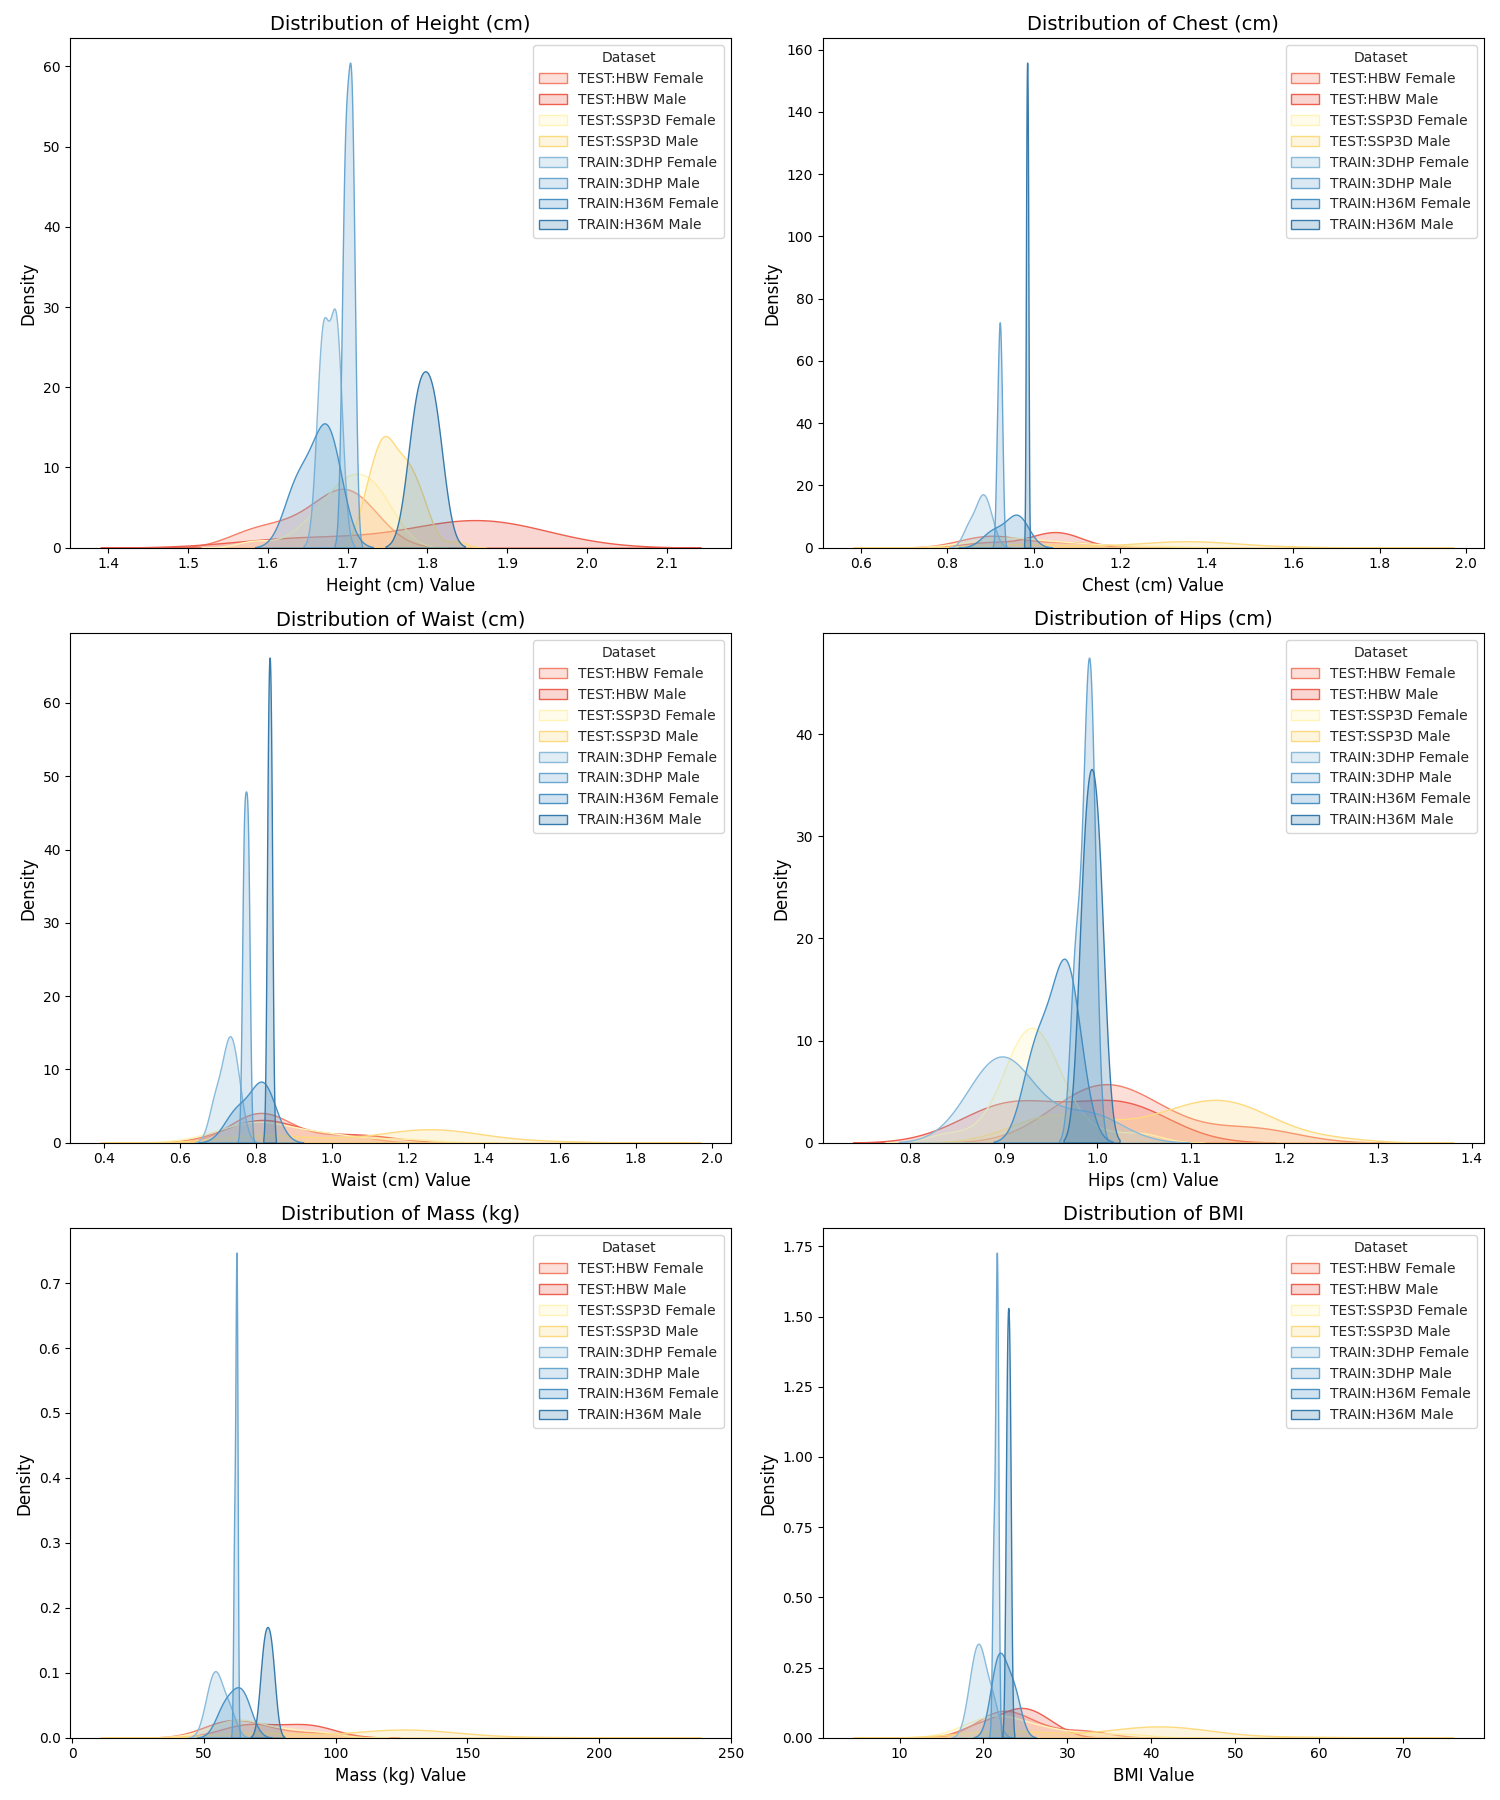 Distribution of Height (cm)
Density
60
50
40
30
20
10
0
1.4 1.5 1.6 1.7 1.8 1.9 2.0 2.1
Height (cm) Value
Dataset
TEST:HBW Female
TEST:HBW Male
TEST:SSP3D Female
TEST:SSP3D Male
TRAIN:3DHP Female
TRAIN:3DHP Male
TRAIN:H36M Female
TRAIN:H36M Male
Distribution of Chest (cm)
Density
160
140
120
100
80
60
40
20
0
0.6 0.8 1.0 1.2 1.4 1.6 1.8 2.0
Chest (cm) Value
Dataset
TEST:HBW Female
TEST:HBW Male
TEST:SSP3D Female
TEST:SSP3D Male
TRAIN:3DHP Female
TRAIN:3DHP Male
TRAIN:H36M Female
TRAIN:H36M Male
Distribution of Waist (cm)
Density
60
50
40
30
20
10
0
0.4 0.6 0.8 1.0 1.2 1.4 1.6 1.8 2.0
Waist (cm) Value
Dataset
TEST:HBW Female
TEST:HBW Male
TEST:SSP3D Female
TEST:SSP3D Male
TRAIN:3DHP Female
TRAIN:3DHP Male
TRAIN:H36M Female
TRAIN:H36M Male
Distribution of Hips (cm)
Density
40
30
20
10
0
0.8 0.9 1.0 1.1 1.2 1.3 1.4
Hips (cm) Value
Dataset
TEST:HBW Female
TEST:HBW Male
TEST:SSP3D Female
TEST:SSP3D Male
TRAIN:3DHP Female
TRAIN:3DHP Male
TRAIN:H36M Female
TRAIN:H36M Male
Distribution of Mass (kg)
Density
0.7
0.6
0.5
0.4
0.3
0.2
0.1
0.0
0 50 100 150 200 250
Mass (kg) Value
Dataset
TEST:HBW Female
TEST:HBW Male
TEST:SSP3D Female
TEST:SSP3D Male
TRAIN:3DHP Female
TRAIN:3DHP Male
TRAIN:H36M Female
TRAIN:H36M Male
Distribution of BMI
Density
1.75
1.50
1.25
1.00
0.75
0.50
0.25
0.00
10 20 30 40 50 60 70
BMI Value
Dataset
TEST:HBW Female
TEST:HBW Male
TEST:SSP3D Female
TEST:SSP3D Male
TRAIN:3DHP Female
TRAIN:3DHP Male
TRAIN:H36M Female
TRAIN:H36M Male